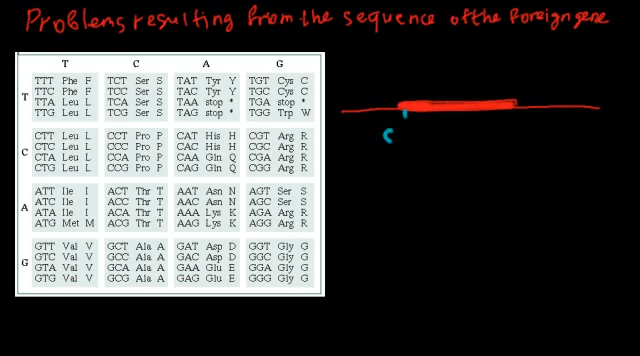 Problems resulting from the sequence of the foreign gene
T C A G
T
TTT Phe F TCT Ser S TAT Tyr Y TGT Cys C
TTC Phe F TCC Ser S TAC Tyr Y TGC Cys C
TTA Leu L TCA Ser S TAA stop * TGA stop *
TTG Leu L TCG Ser S TAG stop * TGG Trp W
C
CTT Leu L CCT Pro P CAT His H CGT Arg R
CTC Leu L CCC Pro P CAC His H CGC Arg R
CTA Leu L CCA Pro P CAA Gln Q CGA Arg R
CTG Leu L CCG Pro P CAG Gln Q CGG Arg R
A
ATT Ile I ACT Thr T AAT Asn N AGT Ser S
ATC Ile I ACC Thr T AAC Asn N AGC Ser S
ATA Ile I ACA Thr T AAA Lys K AGA Arg R
ATG Met M ACG Thr T AAG Lys K AGG Arg R
G
GTT Val V GCT Ala A GAT Asp D GGT Gly G
GTC Val V GCC Ala A GAC Asp D GGC Gly G
GTA Val V GCA Ala A GAA Glu E GGA Gly G
GTG Val V GCG Ala A GAG Glu E GGG Gly G
C